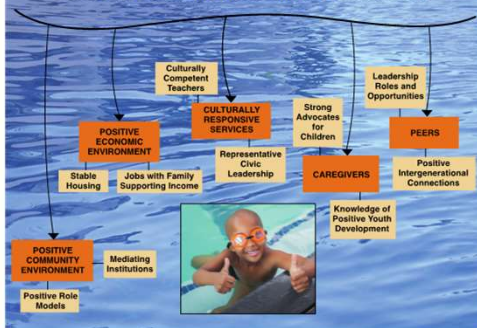 Culturally
Competent
Teachers
CULTURALLY
RESPONSIVE
SERVICES
Representative
Civic
Leadership
Leadership
Roles and
Opportunities
PEERS
Positive
Intergenerational
Connections
Strong
Advocates
for
Children
CAREGIVERS
Knowledge of
Positive Youth
Development
POSITIVE
ECONOMIC
ENVIRONMENT
Stable
Housing
Jobs with Family
Supporting Income
POSITIVE
COMMUNITY
ENVIRONMENT
Mediating
Institutions
Positive Role
Models